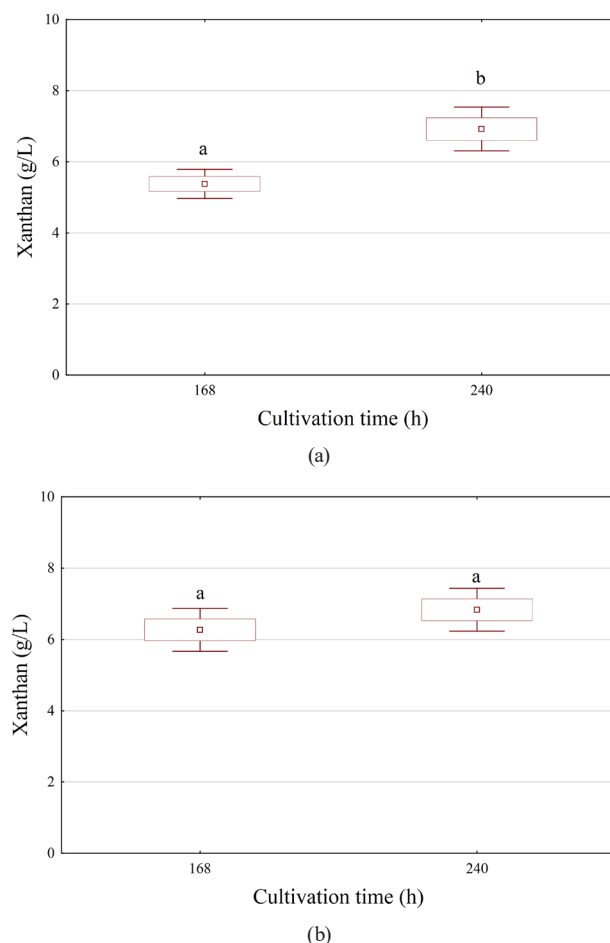 10
8
6
4
2
0
Xanthan (g/L)
a
b
168
240
Cultivation time (h)
(a)
10
8
6
4
2
0
Xanthan (g/L)
a
a
168
240
Cultivation time (h)
(b)